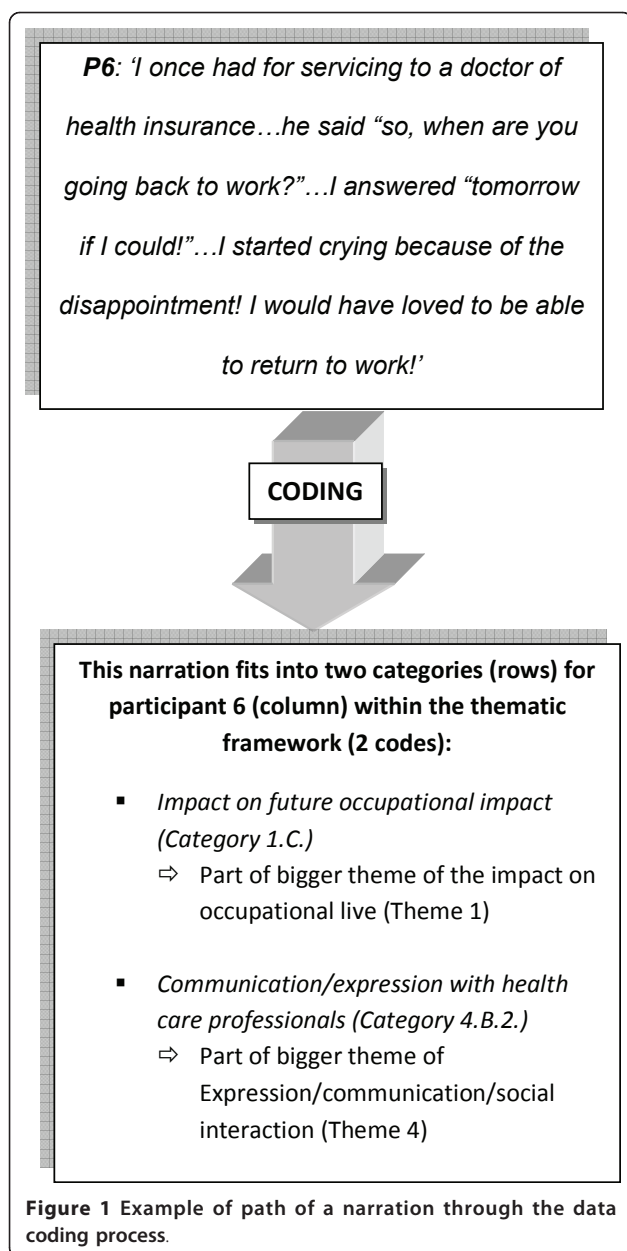 P6: ‘I once had for servicing to a doctor of
health insurance…he said “so, when are you
going back to work?”…I answered “tomorrow
if I could!”…I started crying because of the
disappointment! I would have loved to be able
to return to work!’
CODING
This narration fits into two categories (rows) for
participant 6 (column) within the thematic
framework (2 codes):
▪ Impact on future occupational impact
(Category 1.C.)
⇨ Part of bigger theme of the impact on
occupational live (Theme 1)
▪ Communication/expression with health
care professionals (Category 4.B.2.)
⇨ Part of bigger theme of
Expression/communication/social
interaction (Theme 4)
Figure 1 Example of path of a narration through the data
coding process.